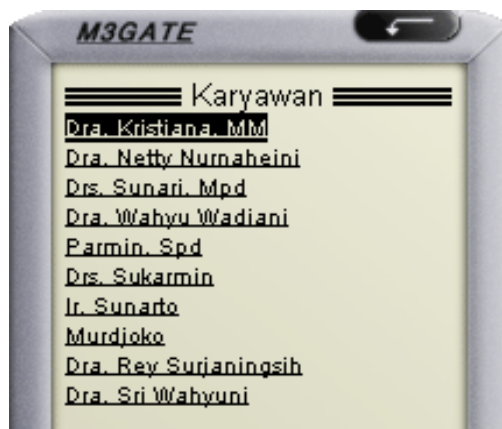 M3GATE
Karyawan
Dra. Kristiana. MM
Dra. Netty Nurnaheini
Drs. Sunari. Mpd
Dra. Wahyu Wadiani
Parmin. Spd
Drs. Sukarmin
Ir. Sunarto
Murdjoko
Dra. Rey Surjaningsih
Dra. Sri Wahyuni